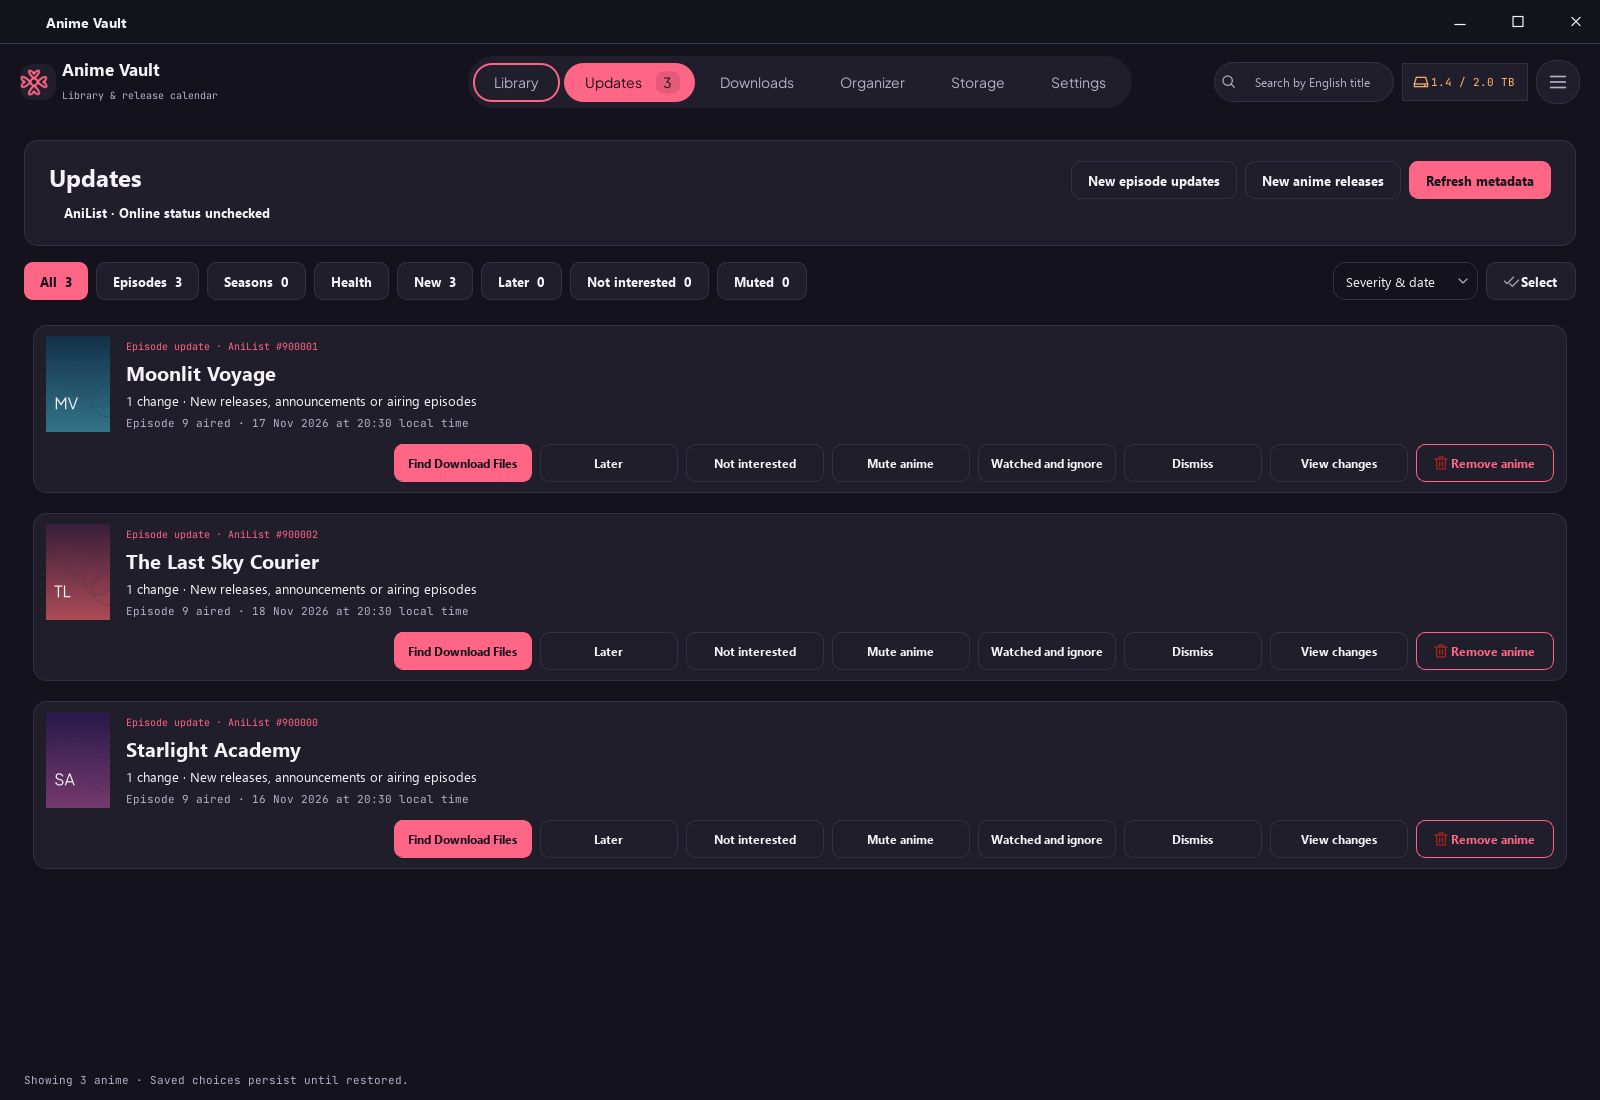 Anime Vault
Anime Vault
Library & release calendar
Library
Updates 3
Downloads
Organizer
Storage
Settings
Search by English title
1.4 / 2.0 TB
Updates
AniList · Online status unchecked
New episode updates
New anime releases
Refresh metadata
All 3
Episodes 3
Seasons 0
Health
New 3
Later 0
Not interested 0
Muted 0
Severity & date
Select
MV
Episode update · AniList #900001
Moonlit Voyage
1 change · New releases, announcements or airing episodes
Episode 9 aired · 17 Nov 2026 at 20:30 local time
Find Download Files
Later
Not interested
Mute anime
Watched and ignore
Dismiss
View changes
Remove anime
TL
Episode update · AniList #900002
The Last Sky Courier
1 change · New releases, announcements or airing episodes
Episode 9 aired · 18 Nov 2026 at 20:30 local time
Find Download Files
Later
Not interested
Mute anime
Watched and ignore
Dismiss
View changes
Remove anime
SA
Episode update · AniList #900000
Starlight Academy
1 change · New releases, announcements or airing episodes
Episode 9 aired · 16 Nov 2026 at 20:30 local time
Find Download Files
Later
Not interested
Mute anime
Watched and ignore
Dismiss
View changes
Remove anime
Showing 3 anime · Saved choices persist until restored.